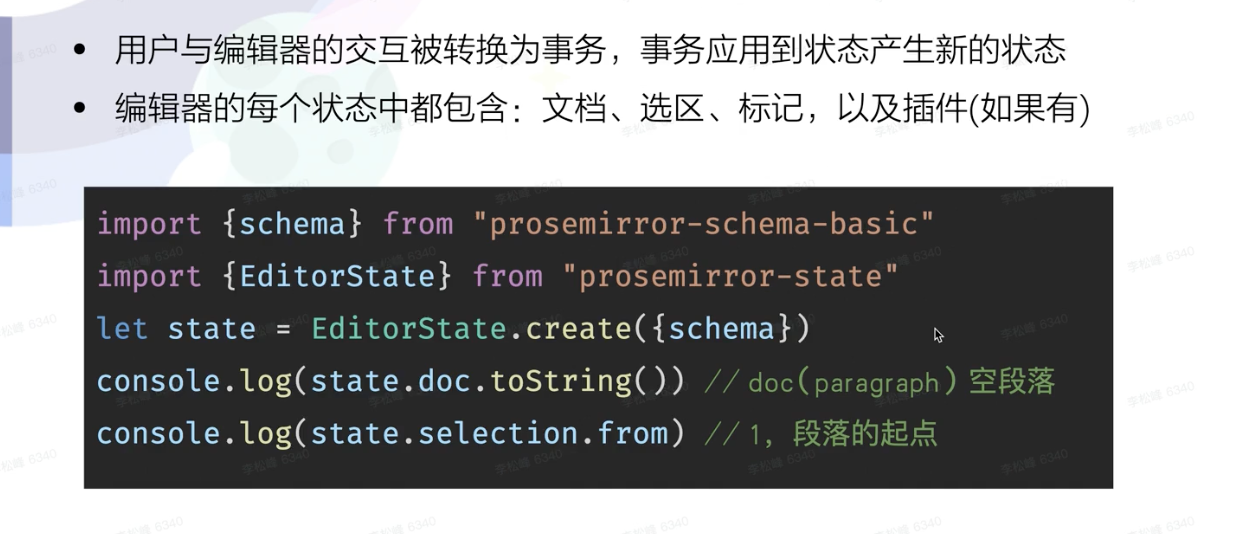 • 用户与编辑器的交互被转换为事务，事务应用到状态产生新的状态
• 编辑器的每个状态中都包含：文档、选区、标记，以及插件(如果有)
import {schema} from "prosemirror-schema-basic"
import {EditorState} from "prosemirror-state"
let state = EditorState.create({schema})
console.log(state.doc.toString()) // doc(paragraph) 空段落
console.log(state.selection.from) // 1，段落的起点
李松峰 6340